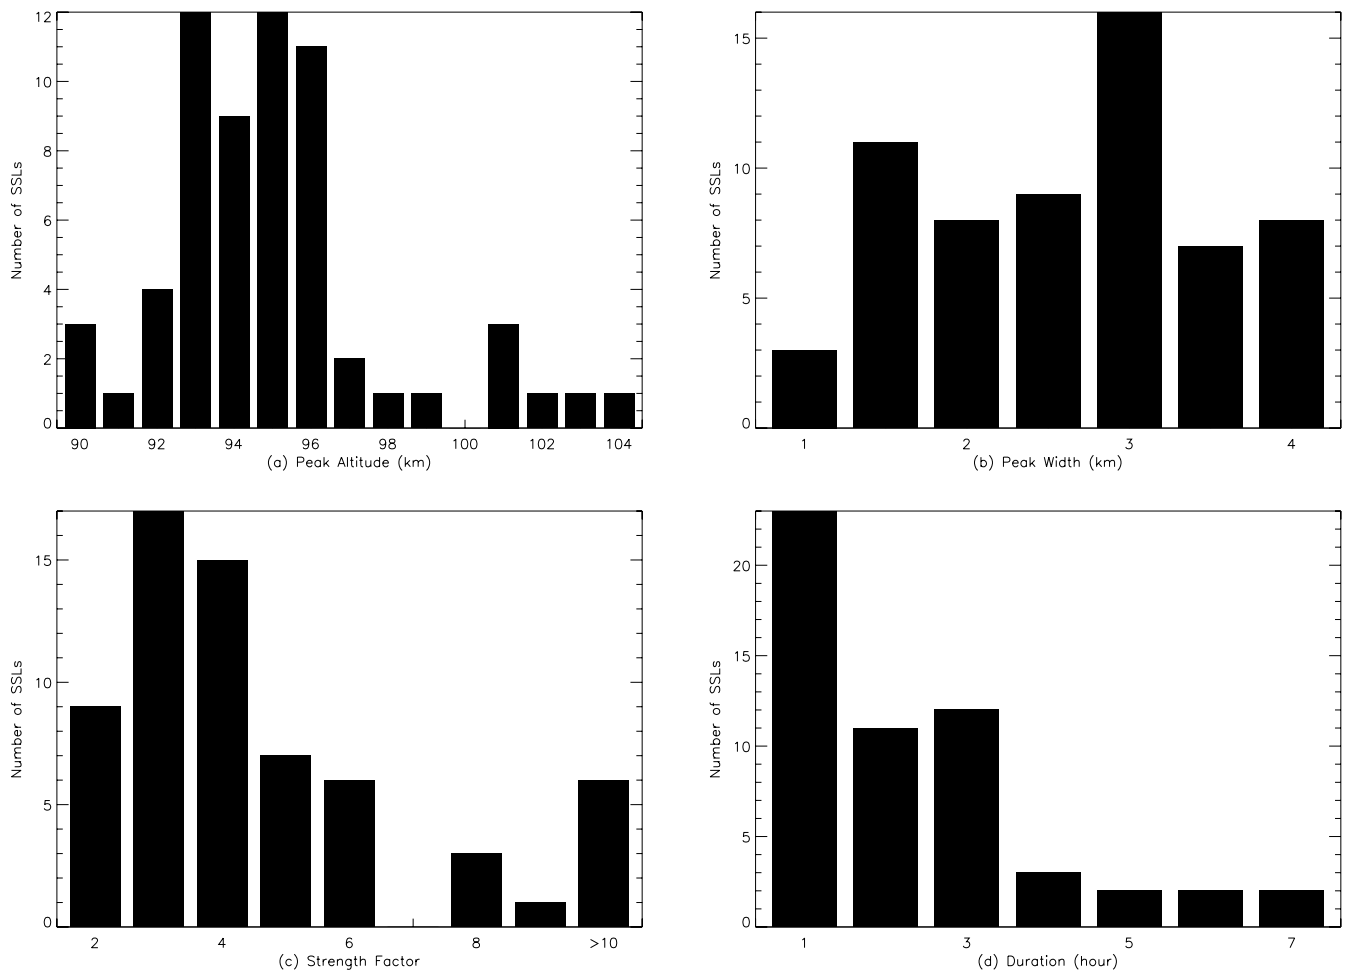 12
10
8
6
4
2
0
Number of SSLs
90 92 94 96 98 100 102 104
(a) Peak Altitude (km)
15
10
5
0
Number of SSLs
1 2 3 4
(b) Peak Width (km)
15
10
5
0
Number of SSLs
2 4 6 8 >10
(c) Strength Factor
20
15
10
5
0
Number of SSLs
1 3 5 7
(d) Duration (hour)